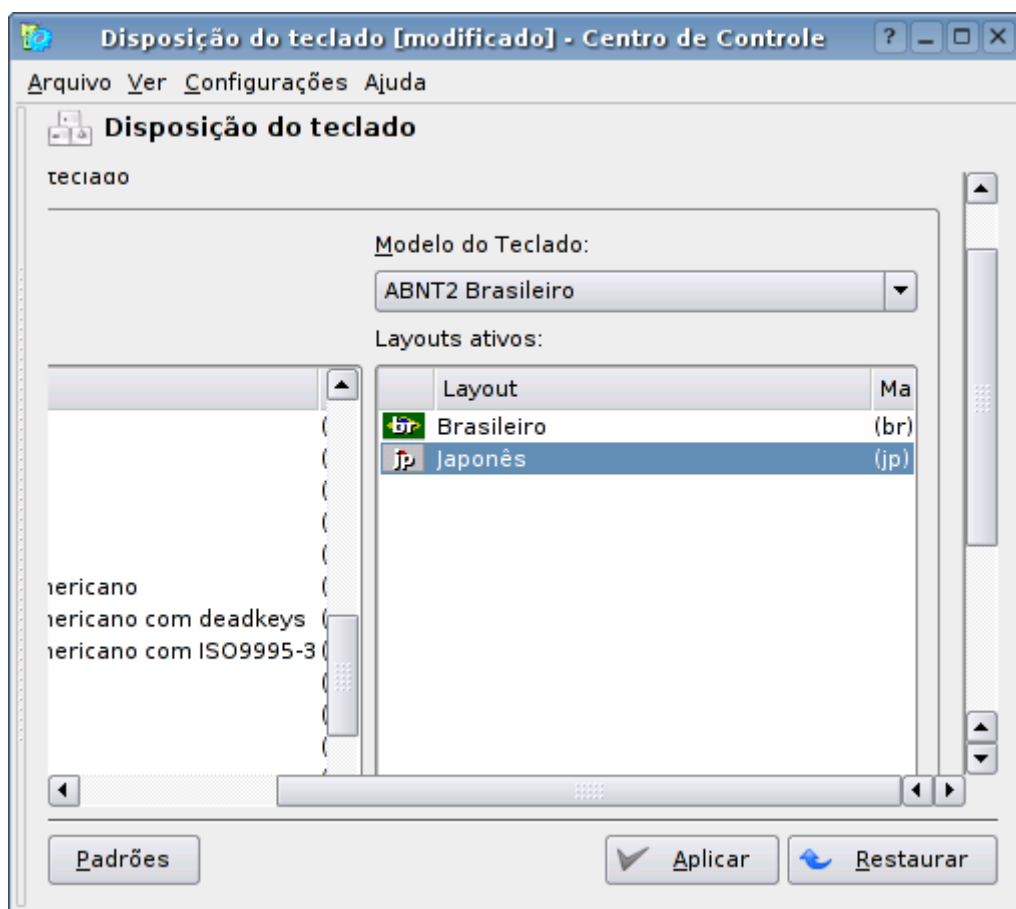 Disposição do teclado [modificado] - Centro de Controle
Arquivo Ver Configurações Ajuda
Disposição do teclado
teclado
Modelo do Teclado:
ABNT2 Brasileiro
Layouts ativos:
Layout Ma
br Brasileiro (br)
jp Japonês (jp)
(
(
(
(
(
nericano (
nericano com deadkeys (
nericano com ISO9995-3 (
(
(
(
Padrões Aplicar Restaurar